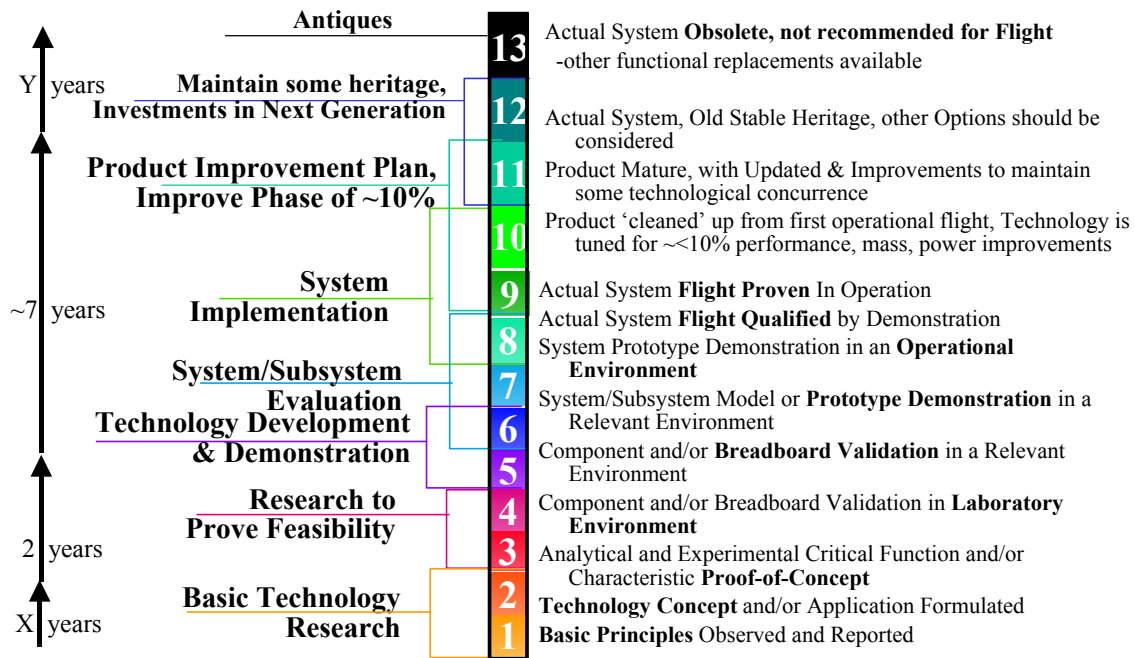 Antiques
13
Actual System Obsolete, not recommended for Flight
-other functional replacements available
Y years
Maintain some heritage,
Investments in Next Generation
12
Actual System, Old Stable Heritage, other Options should be
considered
Product Improvement Plan,
Improve Phase of ~10%
11
Product Mature, with Updated & Improvements to maintain
some technological concurrence
10
Product ‘cleaned’ up from first operational flight, Technology is
tuned for ~<10% performance, mass, power improvements
~7 years
System
Implementation
9
Actual System Flight Proven In Operation
Actual System Flight Qualified by Demonstration
8
System Prototype Demonstration in an Operational
Environment
System/Subsystem
Evaluation
7
System/Subsystem Model or Prototype Demonstration in a
Relevant Environment
Technology Development
& Demonstration
6
Component and/or Breadboard Validation in a Relevant
Environment
5
Research to
Prove Feasibility
4
Component and/or Breadboard Validation in Laboratory
Environment
2 years
3
Analytical and Experimental Critical Function and/or
Characteristic Proof-of-Concept
Basic Technology
Research
2
Technology Concept and/or Application Formulated
X years
1
Basic Principles Observed and Reported